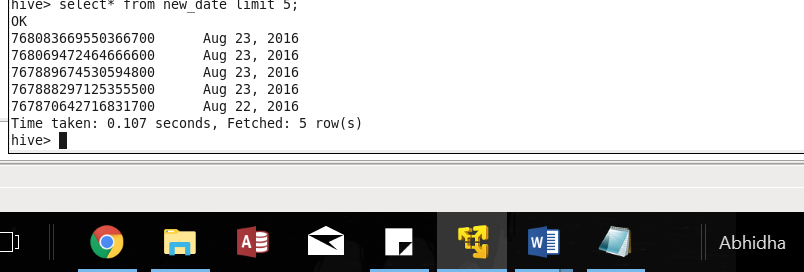 hive> select* from new_date limit 5;
OK
768083669550366700 Aug 23, 2016
768069472464666600 Aug 23, 2016
767889674530594800 Aug 23, 2016
767888297125355500 Aug 23, 2016
767870642716831700 Aug 22, 2016
Time taken: 0.107 seconds, Fetched: 5 row(s)
hive>
A
W
Abhidha